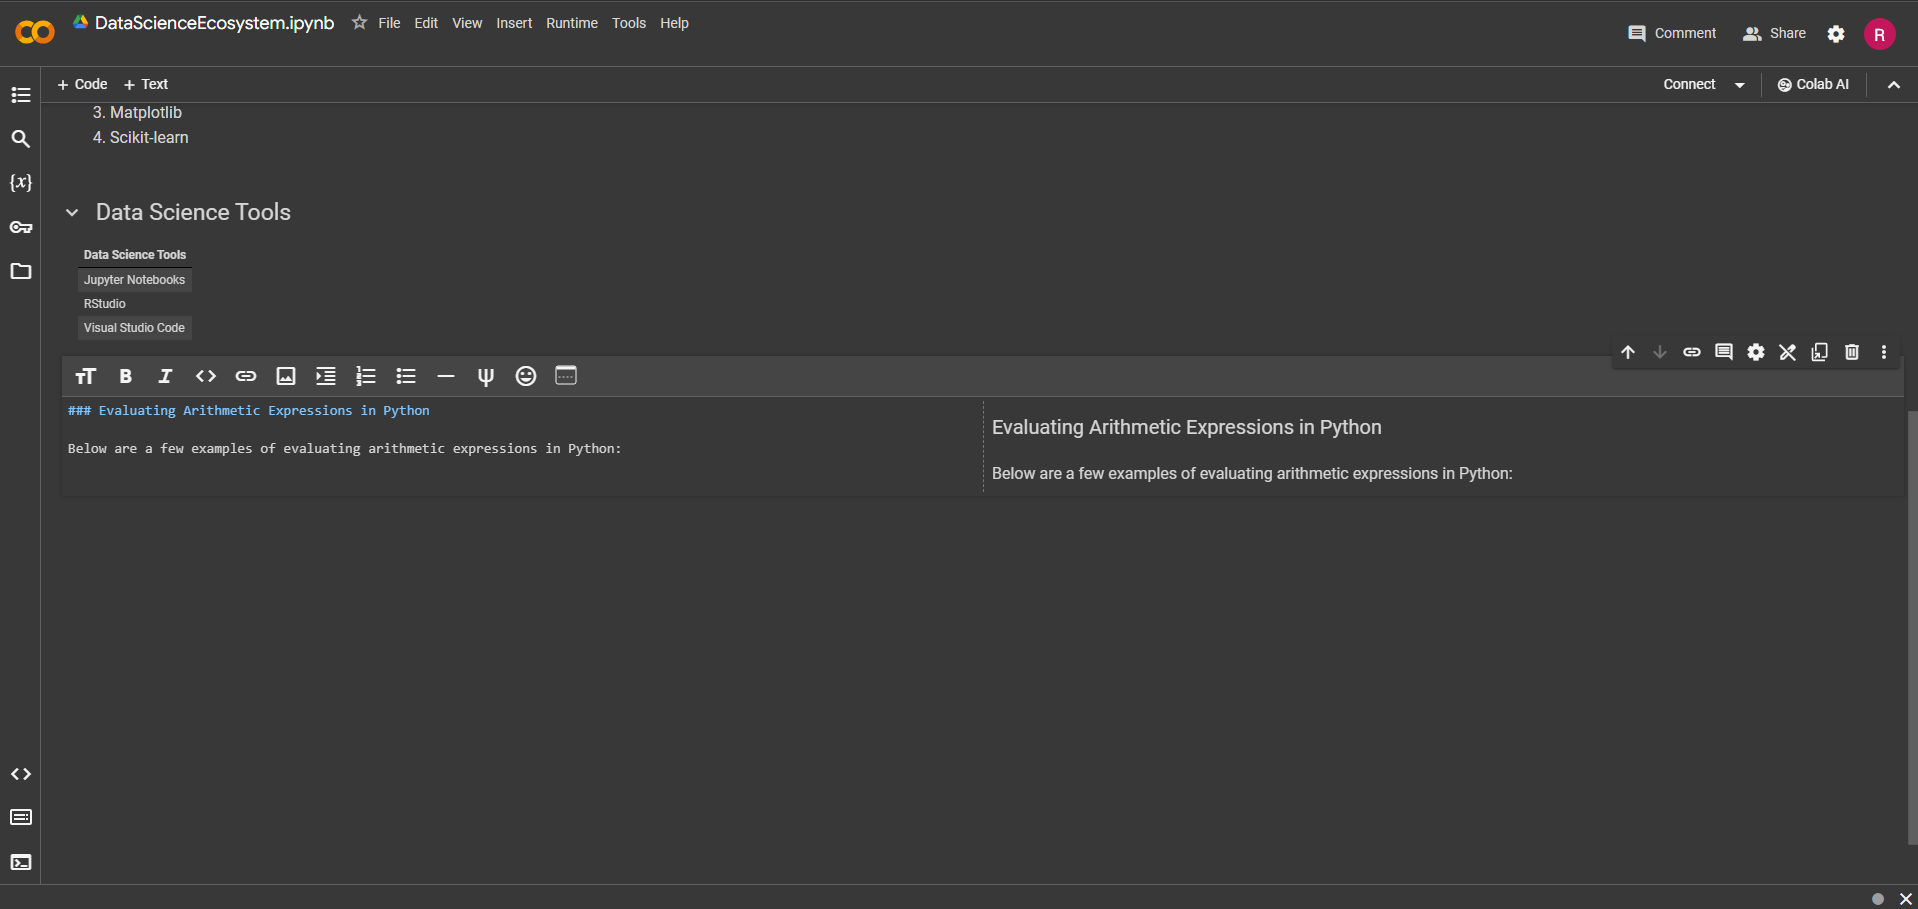 DataScienceEcosystem.ipynb File Edit View Insert Runtime Tools Help
Comment Share R
+ Code + Text Connect Colab AI
3. Matplotlib
4. Scikit-learn
{x}
Data Science Tools
Data Science Tools
Jupyter Notebooks
RStudio
Visual Studio Code
### Evaluating Arithmetic Expressions in Python
Below are a few examples of evaluating arithmetic expressions in Python:
Evaluating Arithmetic Expressions in Python
Below are a few examples of evaluating arithmetic expressions in Python: